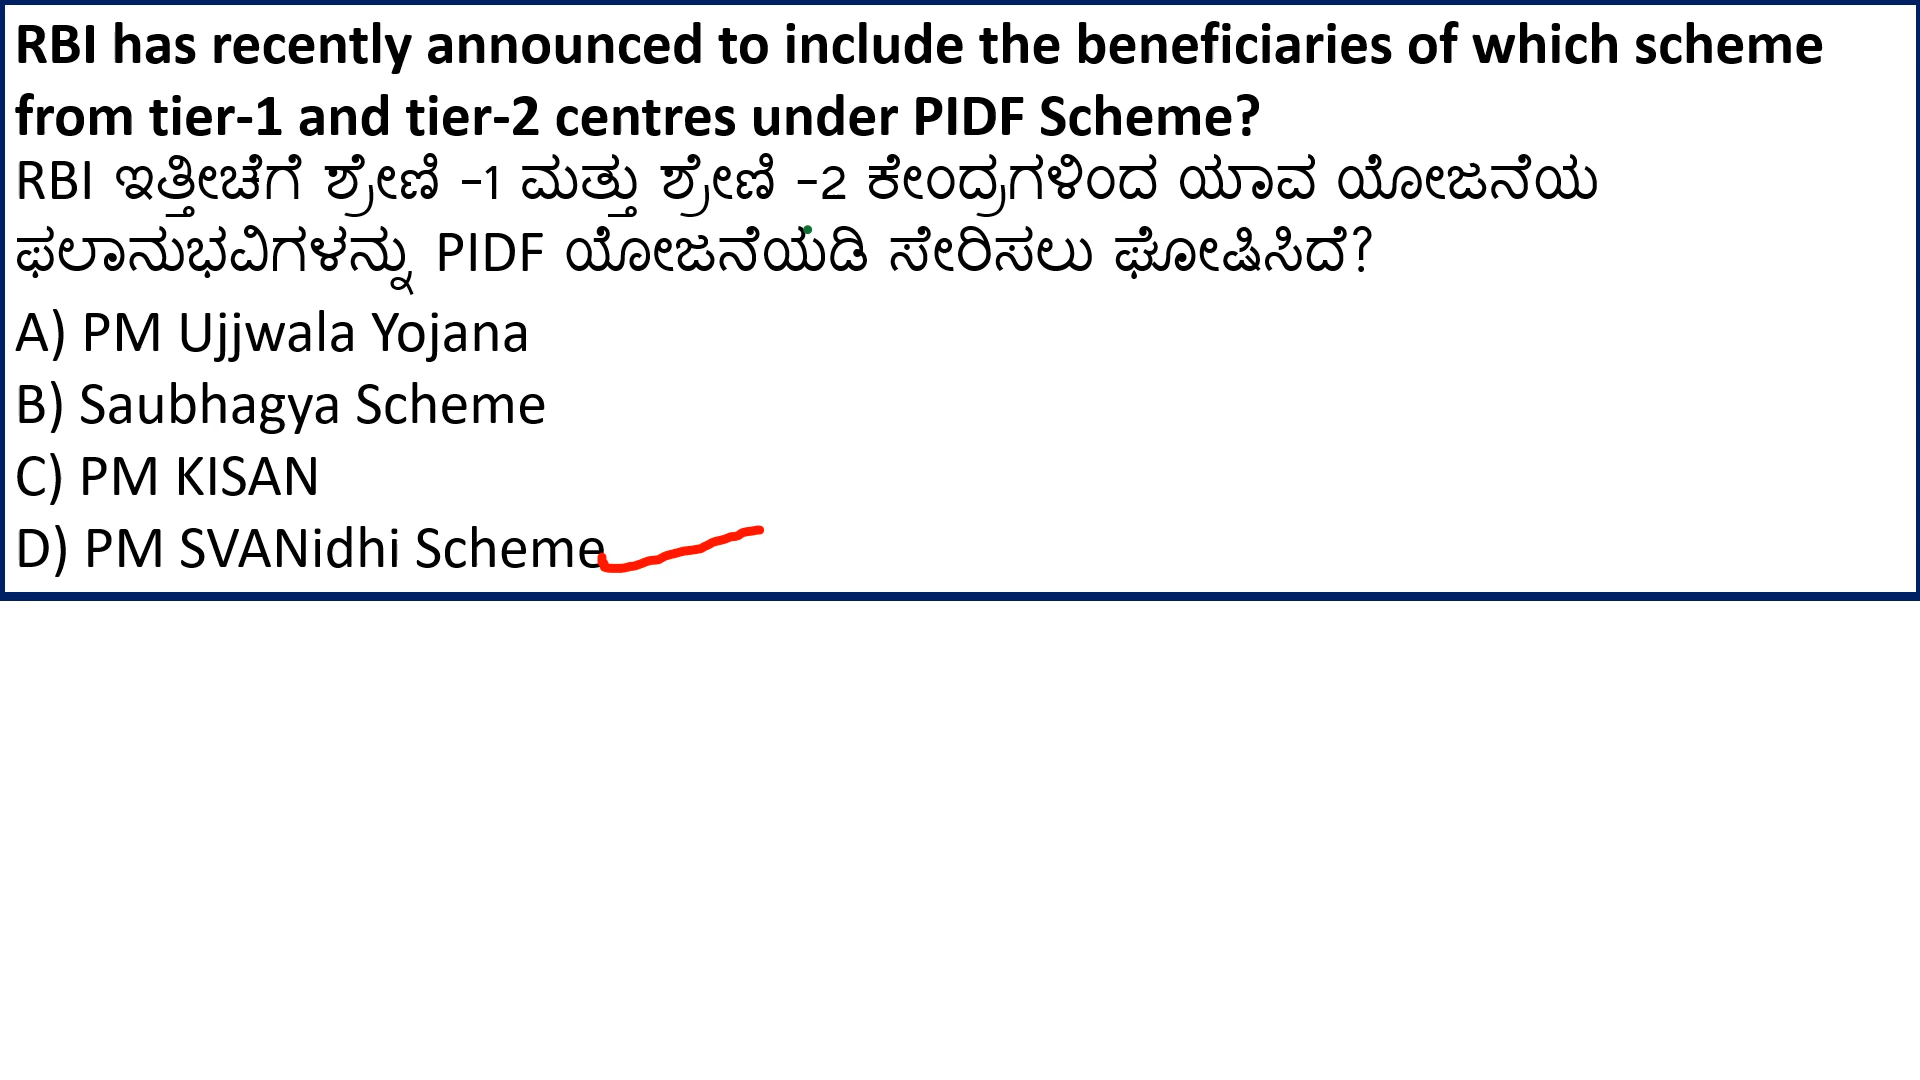 RBI has recently announced to include the beneficiaries of which scheme
from tier-1 and tier-2 centres under PIDF Scheme?
RBI ಇತ್ತೀಚೆಗೆ ಶ್ರೇಣಿ -1 ಮತ್ತು ಶ್ರೇಣಿ -2 ಕೇಂದ್ರಗಳಿಂದ ಯಾವ ಯೋಜನೆಯ
ಫಲಾನುಭವಿಗಳನ್ನು PIDF ಯೋಜನೆಯಡಿ ಸೇರಿಸಲು ಘೋಷಿಸಿದೆ?
A) PM Ujjwala Yojana
B) Saubhagya Scheme
C) PM KISAN
D) PM SVANidhi Scheme